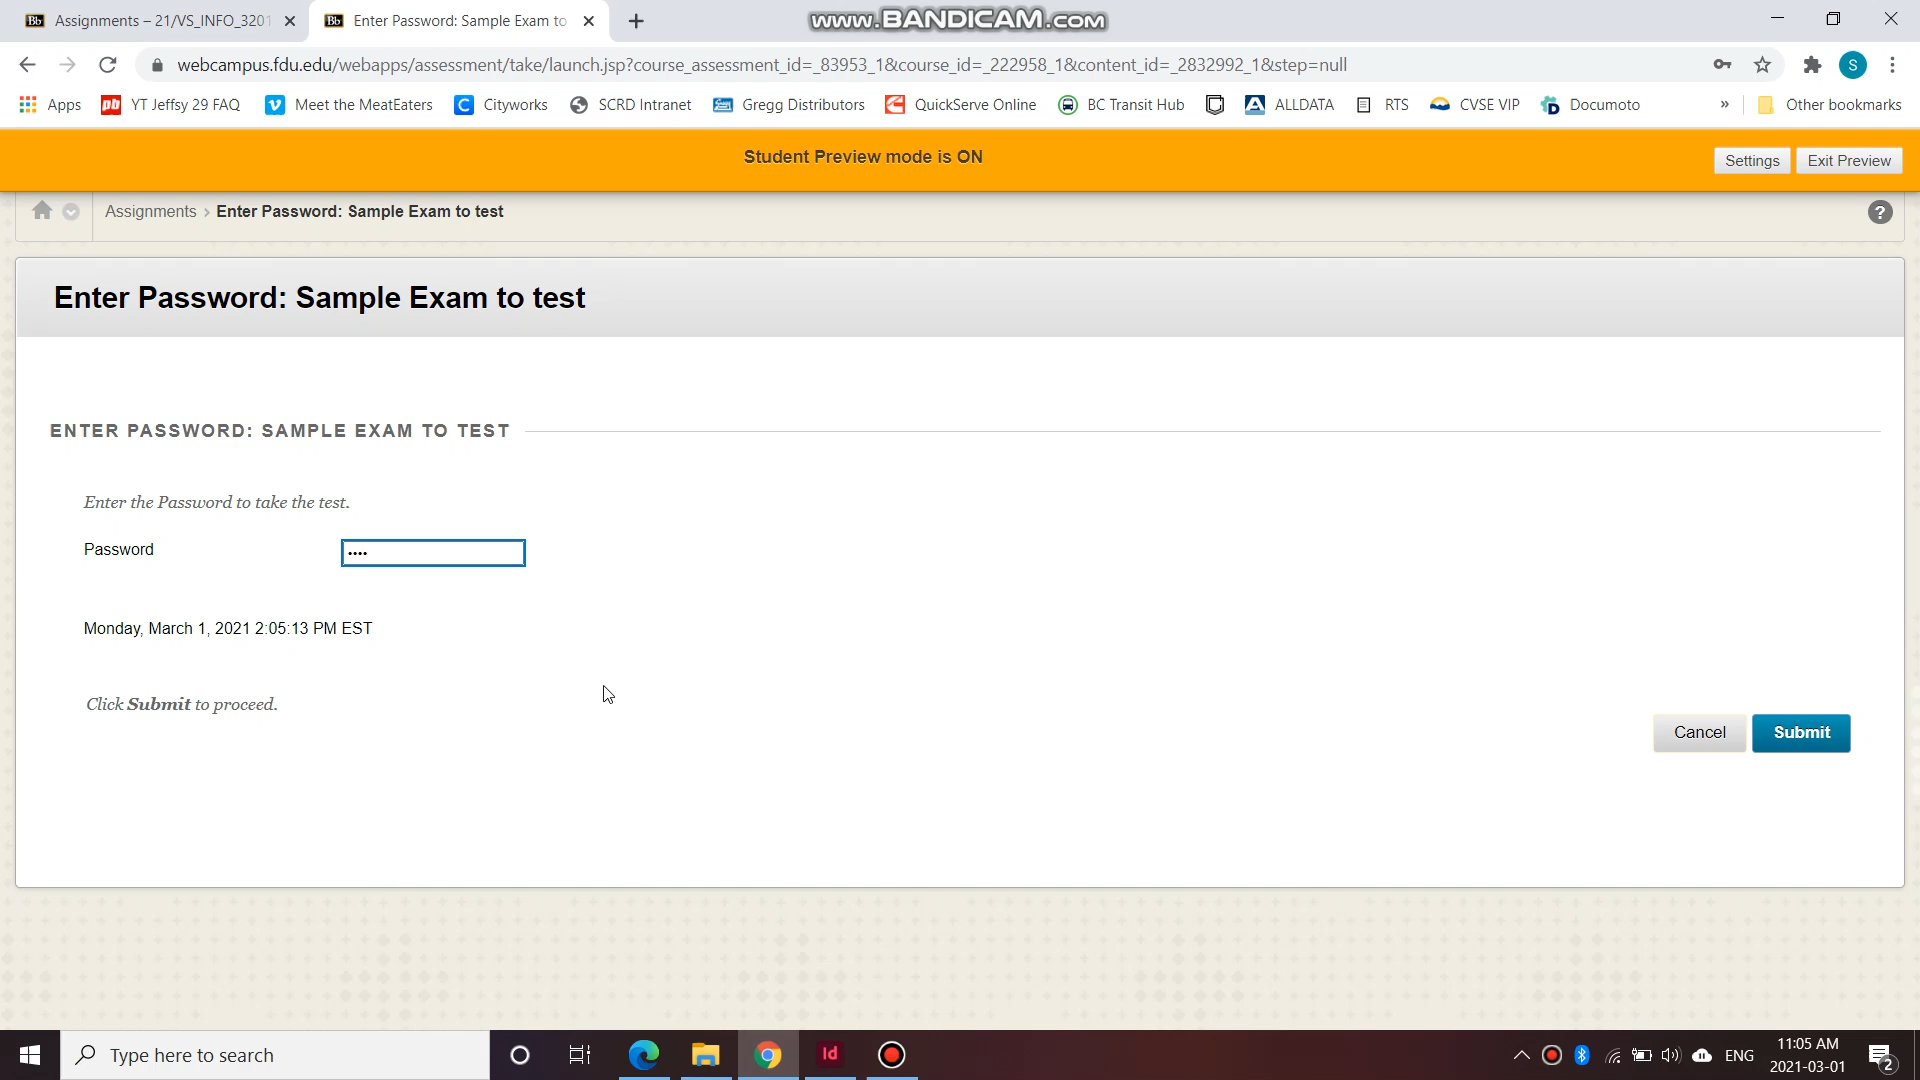 Bb Assignments – 21/VS_INFO_3201
Bb Enter Password: Sample Exam to
www.BANDICAM.com
webcampus.fdu.edu/webapps/assessment/take/launch.jsp?course_assessment_id=_83953_1&course_id=_222958_1&content_id=_2832992_1&step=null
S
Apps
YT Jeffsy 29 FAQ
Meet the MeatEaters
Cityworks
SCRD Intranet
Gregg Distributors
QuickServe Online
BC Transit Hub
ALLDATA
RTS
CVSE VIP
Documoto
»
Other bookmarks
Student Preview mode is ON
Settings
Exit Preview
Assignments > Enter Password: Sample Exam to test
?
Enter Password: Sample Exam to test
ENTER PASSWORD: SAMPLE EXAM TO TEST
Enter the Password to take the test.
Password
••••
Monday, March 1, 2021 2:05:13 PM EST
Click Submit to proceed.
Cancel
Submit
Type here to search
Id
ENG
11:05 AM
2021-03-01
2